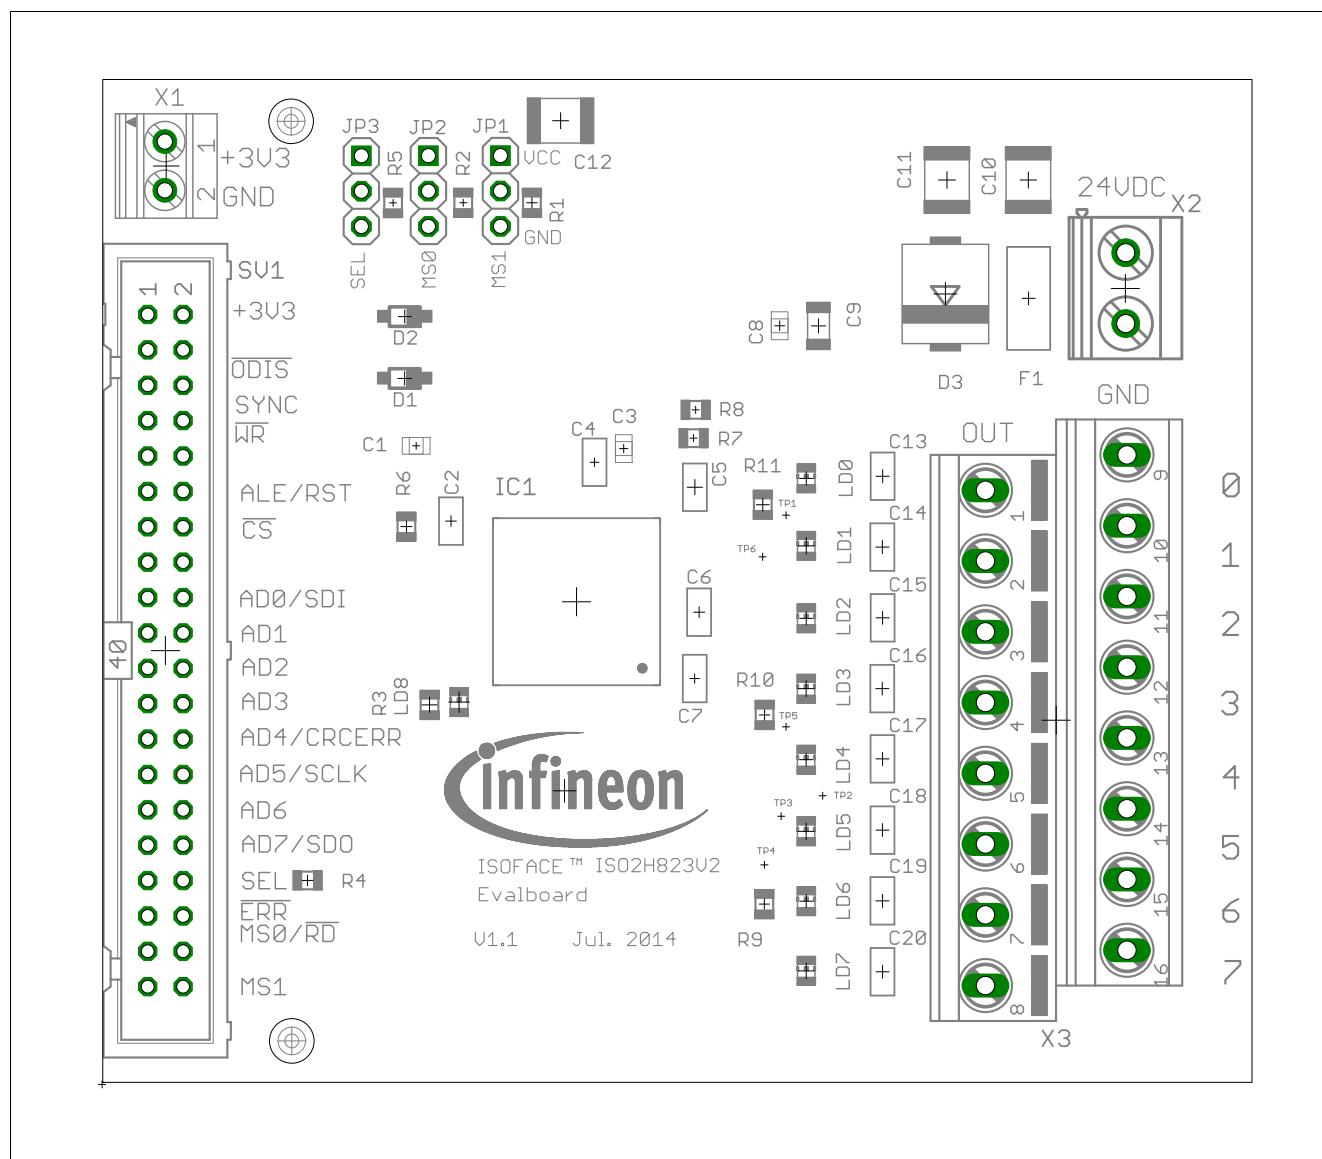 X1
1
+3V3
2
GND
JP3
JP2
JP1
R5
R2
R1
VCC
GND
SEL
MS0
MS1
C12
C11
C10
24VDC
X2
SV1
1
2
+3V3
ODIS
SYNC
WR
ALE/RST
CS
AD0/SDI
AD1
AD2
AD3
AD4/CRCERR
AD5/SCLK
AD6
AD7/SDO
SEL
R4
ERR
MS0/RD
MS1
40
D2
D1
C1
R6
C2
C4
C3
IC1
R8
R7
C5
C6
C7
C8
C9
D3
F1
R3
LD8
infineon
ISOFACE™ ISO2H823V2
Evalboard
V1.1 Jul. 2014
R11
TP1
TP6
R10
TP5
TP2
TP3
TP4
R9
LD0
LD1
LD2
LD3
LD4
LD5
LD6
LD7
C13
C14
C15
C16
C17
C18
C19
C20
OUT
1
2
3
4
5
6
7
8
X3
GND
9
10
11
12
13
14
15
16
0
1
2
3
4
5
6
7